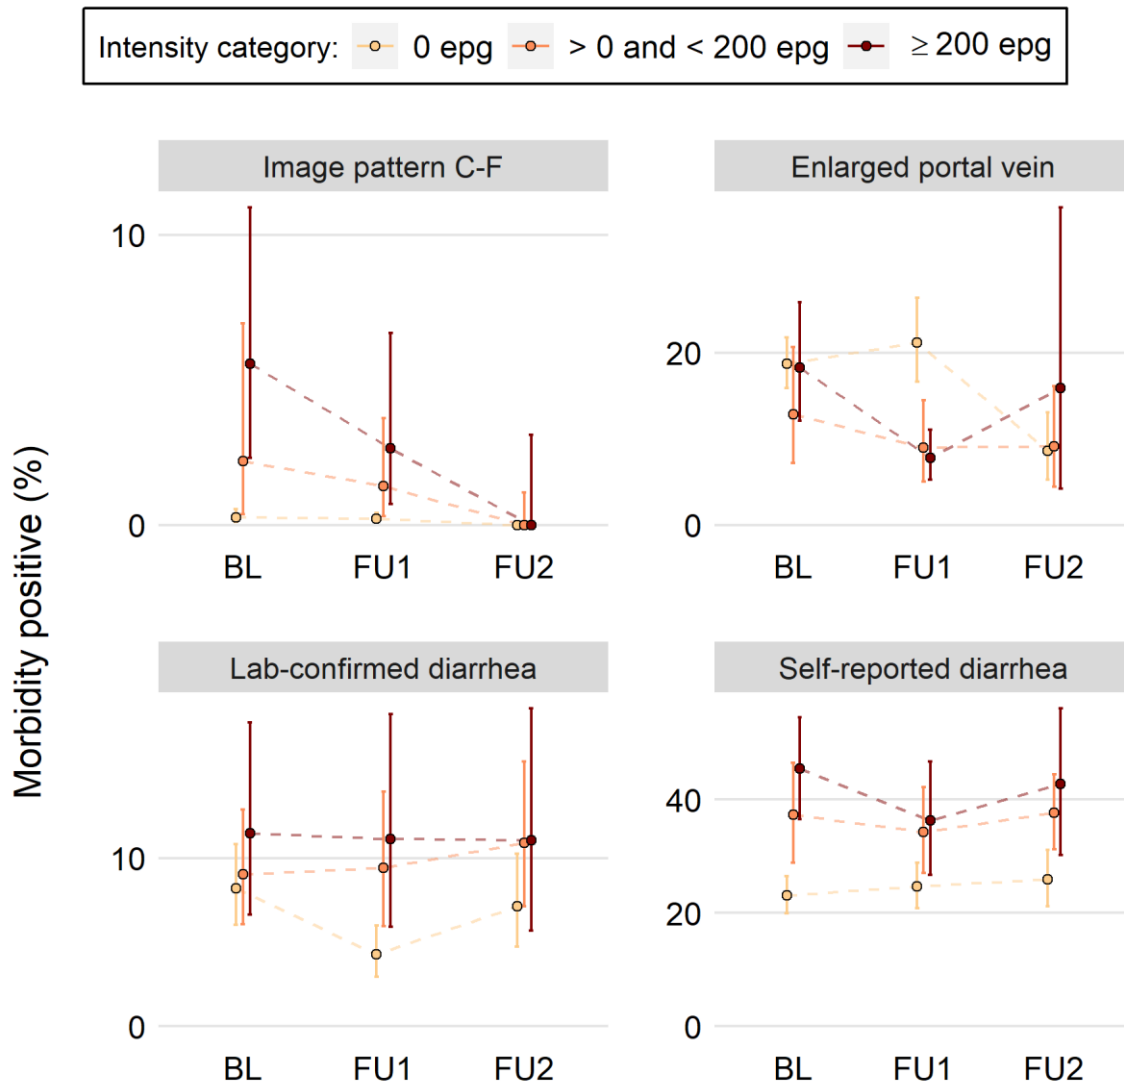 Intensity category: 0 epg > 0 and < 200 epg ≥ 200 epg
Morbidity positive (%)
Image pattern C-F
10
0
BL FU1 FU2
Enlarged portal vein
20
0
BL FU1 FU2
Lab-confirmed diarrhea
10
0
BL FU1 FU2
Self-reported diarrhea
40
20
0
BL FU1 FU2